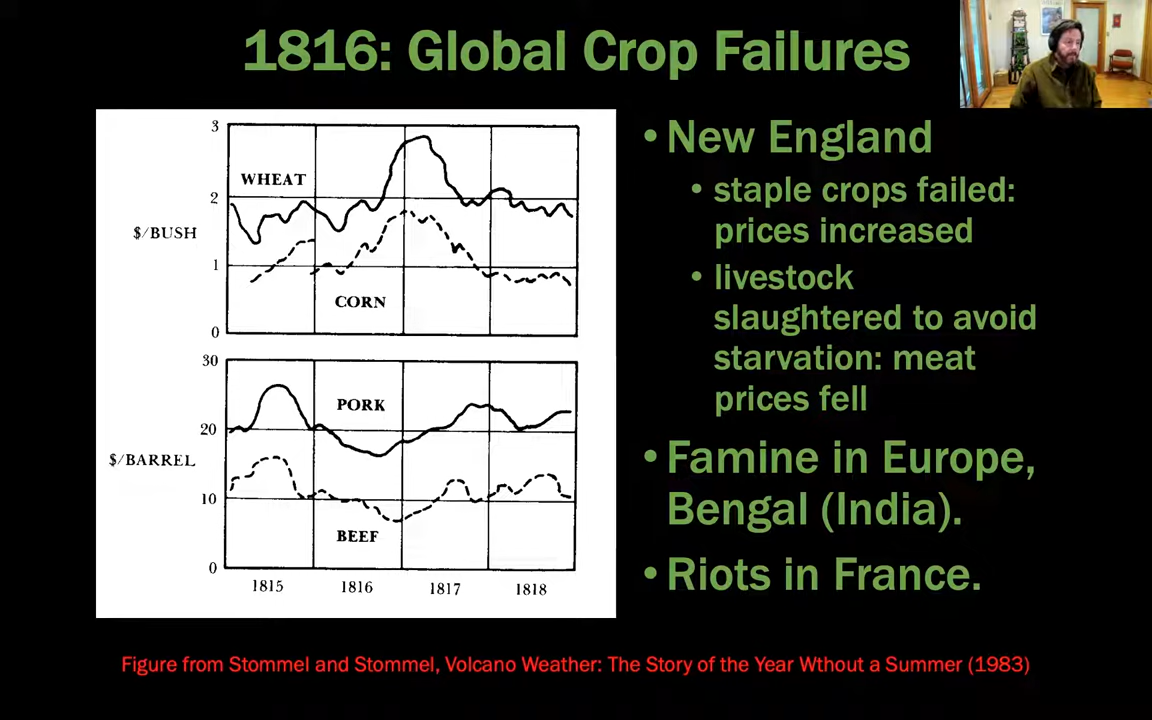 1816: Global Crop Failures
3
WHEAT
2
$/BUSH
1
CORN
0
30
PORK
20
$/BARREL
10
BEEF
0
1815 1816 1817 1818
• New England
• staple crops failed:
prices increased
• livestock
slaughtered to avoid
starvation: meat
prices fell
• Famine in Europe,
Bengal (India).
• Riots in France.
Figure from Stommel and Stommel, Volcano Weather: The Story of the Year Wthout a Summer (1983)